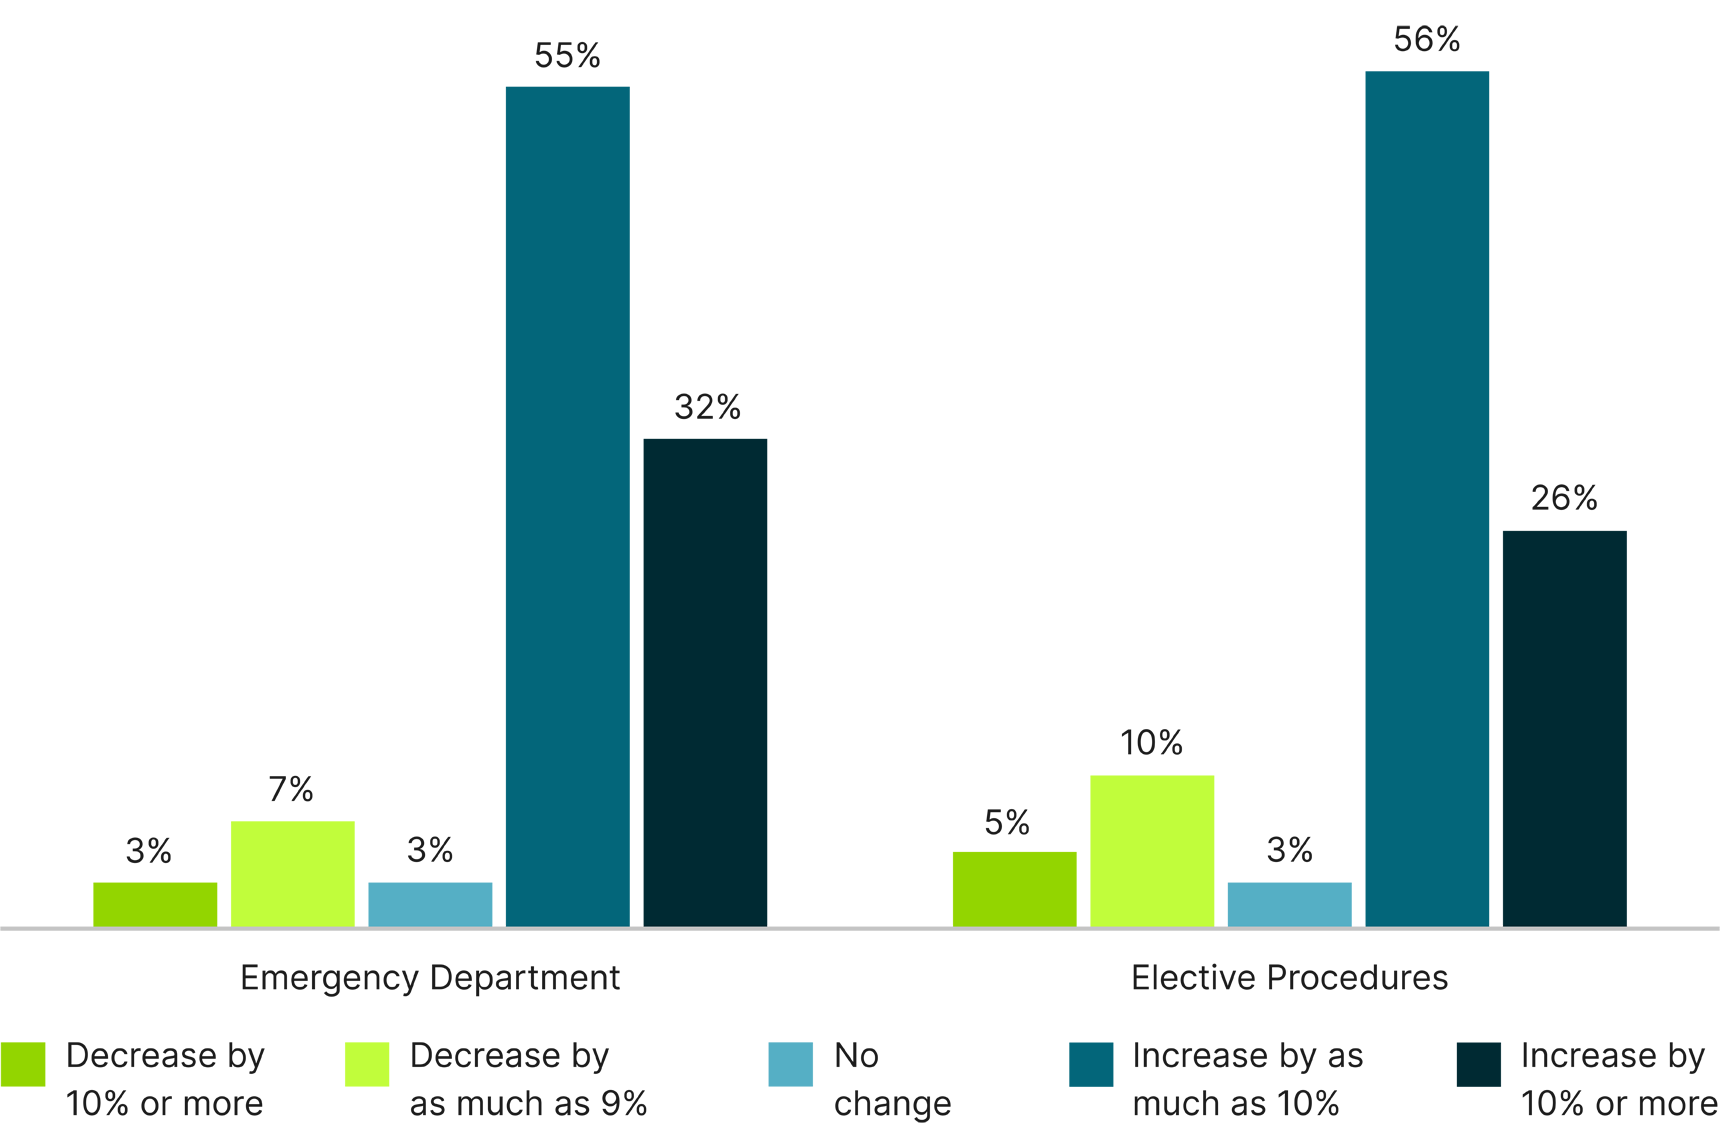 55%
56%
32%
26%
10%
7%
5%
3%
3%
3%
Emergency Department
Elective Procedures
Decrease by
10% or more
Decrease by
as much as 9%
No
change
Increase by as
much as 10%
Increase by
10% or more